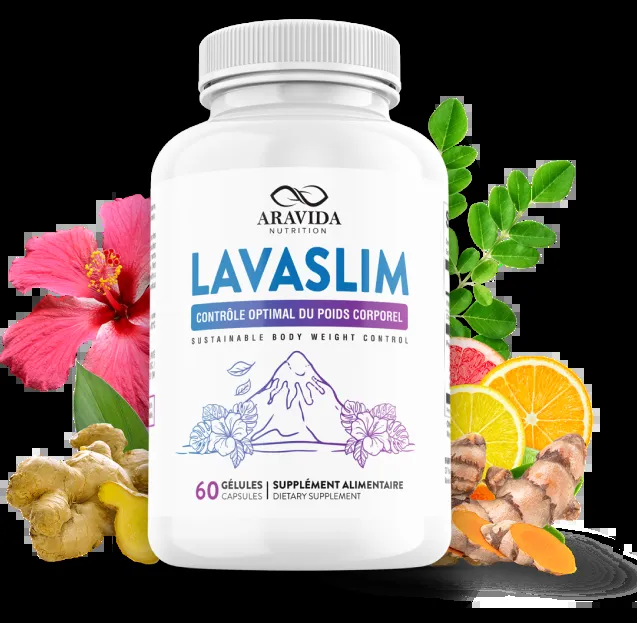 ARAVIDA
NUTRITION
LAVASLIM
CONTRÔLE OPTIMAL DU POIDS CORPOREL
SUSTAINABLE BODY WEIGHT CONTROL
60 GÉLULES | SUPPLÉMENT ALIMENTAIRE
CAPSULES | DIETARY SUPPLEMENT